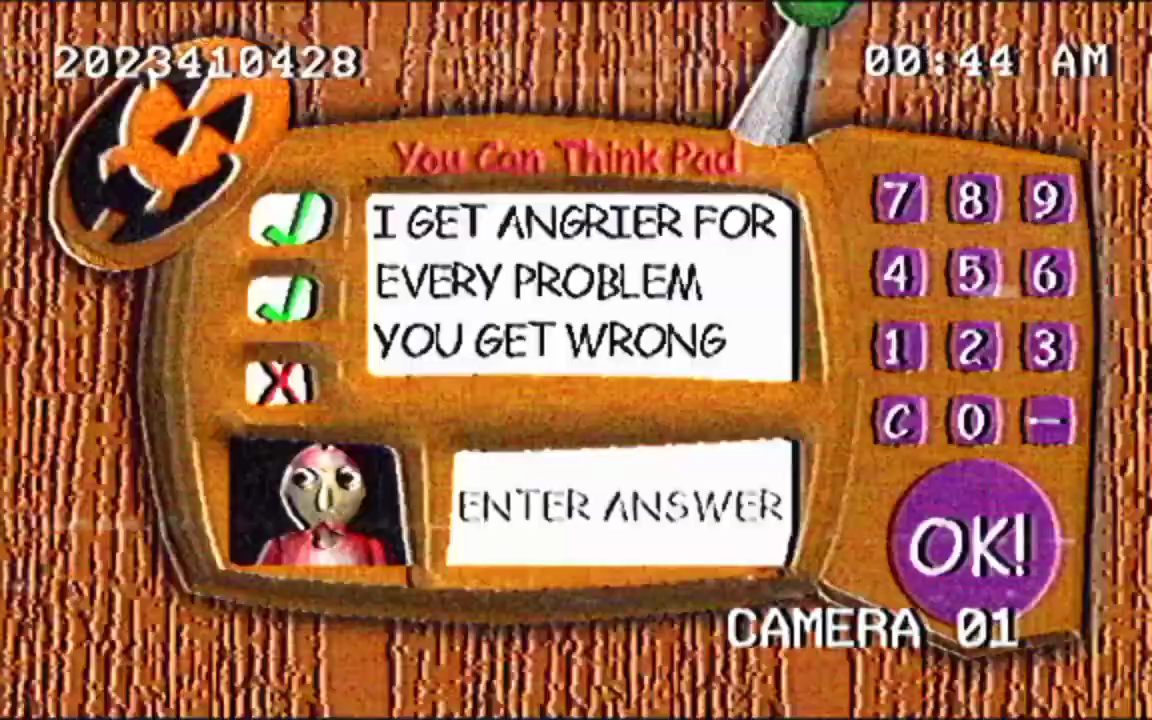 2023410428
00:44 AM
You Can Think Pad
I GET ANGRIER FOR
EVERY PROBLEM
YOU GET WRONG
7 8 9
4 5 6
1 2 3
C 0 -
ENTER ANSWER
OK!
CAMERA 01